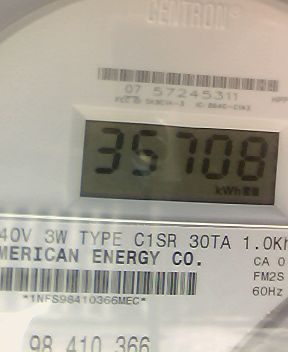 CENTRON®
07 57245311
35708
kWh
40V 3W TYPE C1SR 30TA 1.0Kh
MERICAN ENERGY CO.
CA 0
FM2S
60Hz
*1NFS98410366MEC*
98 410 366